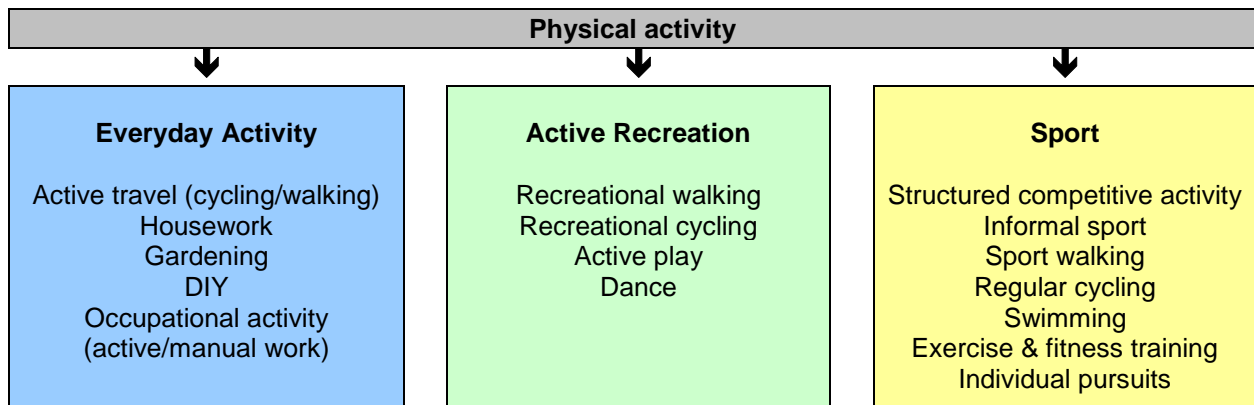 Physical activity
Everyday Activity
Active travel (cycling/walking)
Housework
Gardening
DIY
Occupational activity
(active/manual work)
Active Recreation
Recreational walking
Recreational cycling
Active play
Dance
Sport
Structured competitive activity
Informal sport
Sport walking
Regular cycling
Swimming
Exercise & fitness training
Individual pursuits